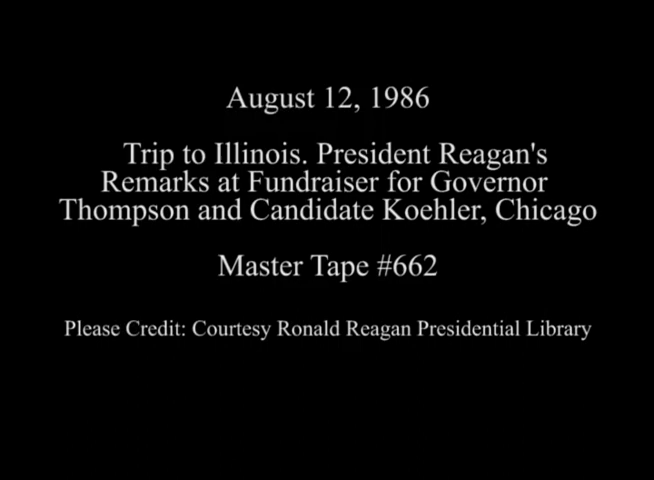 August 12, 1986
Trip to Illinois. President Reagan's
Remarks at Fundraiser for Governor
Thompson and Candidate Koehler, Chicago
Master Tape #662
Please Credit: Courtesy Ronald Reagan Presidential Library